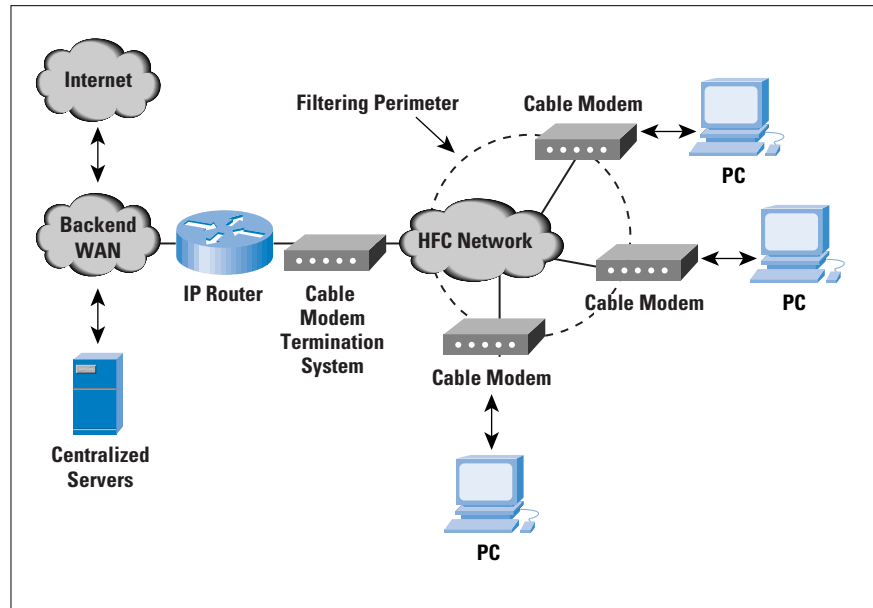 Internet
Filtering Perimeter
Cable Modem
PC
Backend
WAN
IP Router
Cable
Modem
Termination
System
HFC Network
Cable Modem
PC
Cable Modem
Centralized
Servers
PC